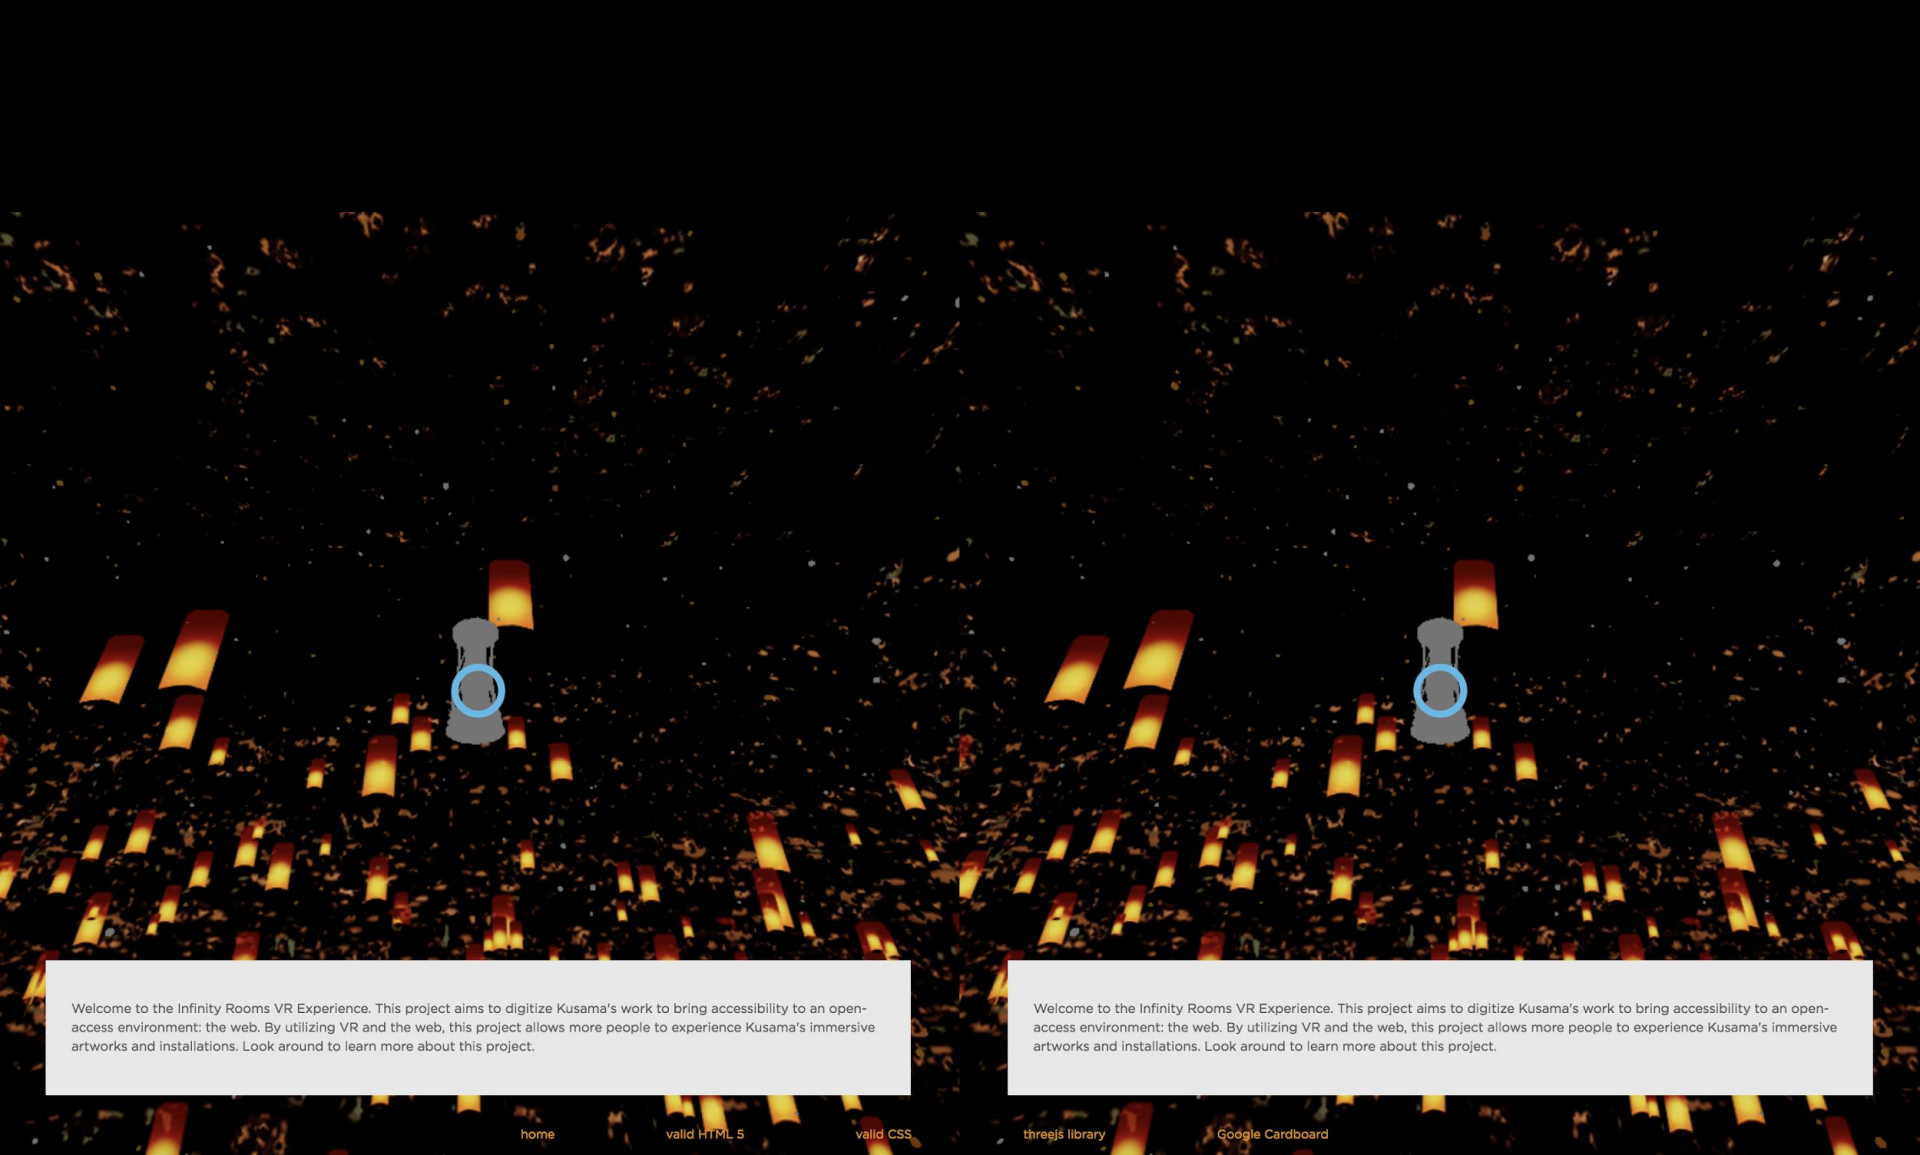 Welcome to the Infinity Rooms VR Experience. This project aims to digitize Kusama's work to bring accessibility to an open-
access environment: the web. By utilizing VR and the web, this project allows more people to experience Kusama's immersive
artworks and installations. Look around to learn more about this project.
Welcome to the Infinity Rooms VR Experience. This project aims to digitize Kusama's work to bring accessibility to an open-
access environment: the web. By utilizing VR and the web, this project allows more people to experience Kusama's immersive
artworks and installations. Look around to learn more about this project.
home valid HTML 5 valid CSS threejs library Google Cardboard